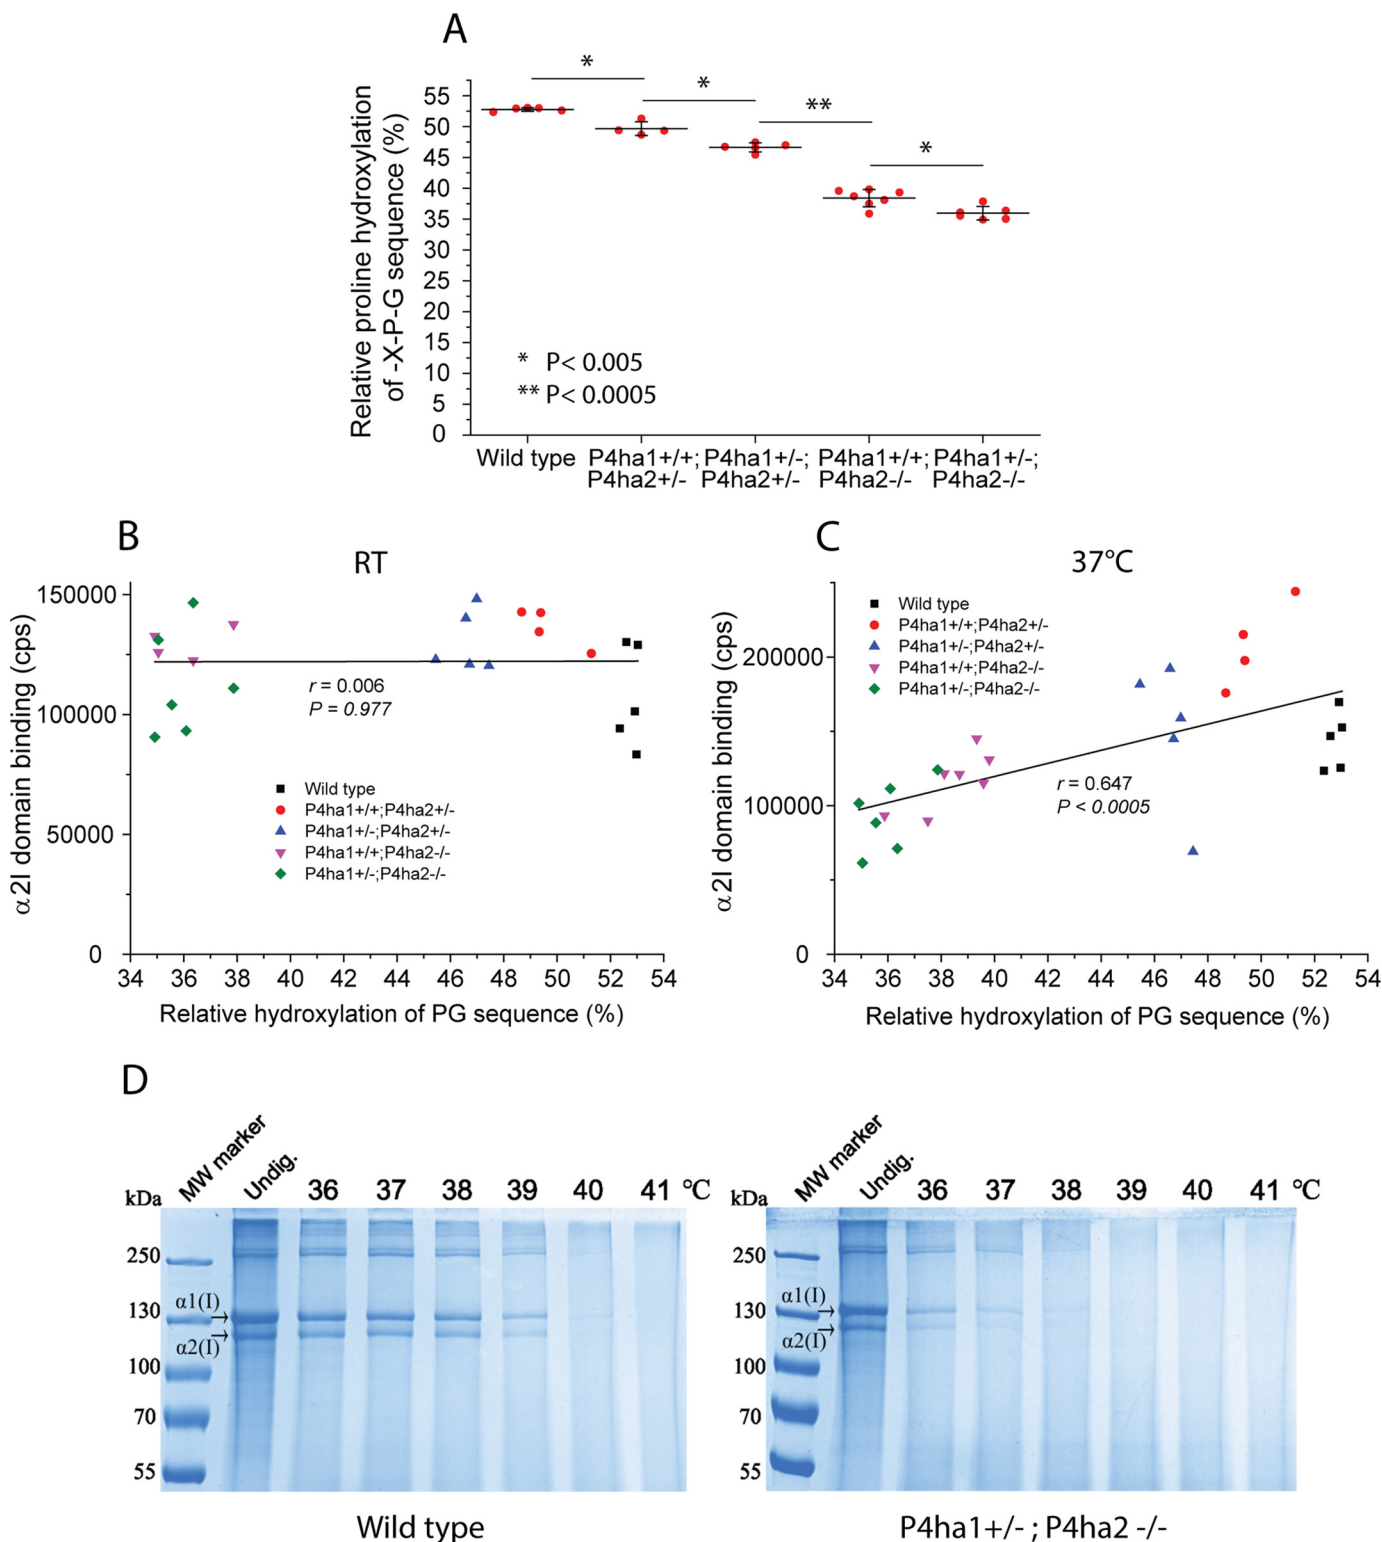 A
Relative proline hydroxylation
of -X-P-G sequence (%)
55
50
45
40
35
30
25
20
15
10
5
0
*
*
**
*
* P< 0.005
** P< 0.0005
Wild type
P4ha1+/+;
P4ha2+/-
P4ha1+/-;
P4ha2+/-
P4ha1+/+;
P4ha2-/-
P4ha1+/-;
P4ha2-/-
B
RT
α2I domain binding (cps)
150000
100000
50000
0
r = 0.006
P = 0.977
Wild type
P4ha1+/+;P4ha2+/-
P4ha1+/-;P4ha2+/-
P4ha1+/+;P4ha2-/-
P4ha1+/-;P4ha2-/-
34 36 38 40 42 44 46 48 50 52 54
Relative hydroxylation of PG sequence (%)
C
37°C
α2I domain binding (cps)
200000
100000
0
Wild type
P4ha1+/+;P4ha2+/-
P4ha1+/-;P4ha2+/-
P4ha1+/+;P4ha2-/-
P4ha1+/-;P4ha2-/-
r = 0.647
P < 0.0005
34 36 38 40 42 44 46 48 50 52 54
Relative hydroxylation of PG sequence (%)
D
kDa MW marker Undig. 36 37 38 39 40 41 °C
250
130
100
70
55
α1(I)
α2(I)
Wild type
kDa MW marker Undig. 36 37 38 39 40 41 °C
250
130
100
70
55
α1(I)
α2(I)
P4ha1+/- ; P4ha2 -/-